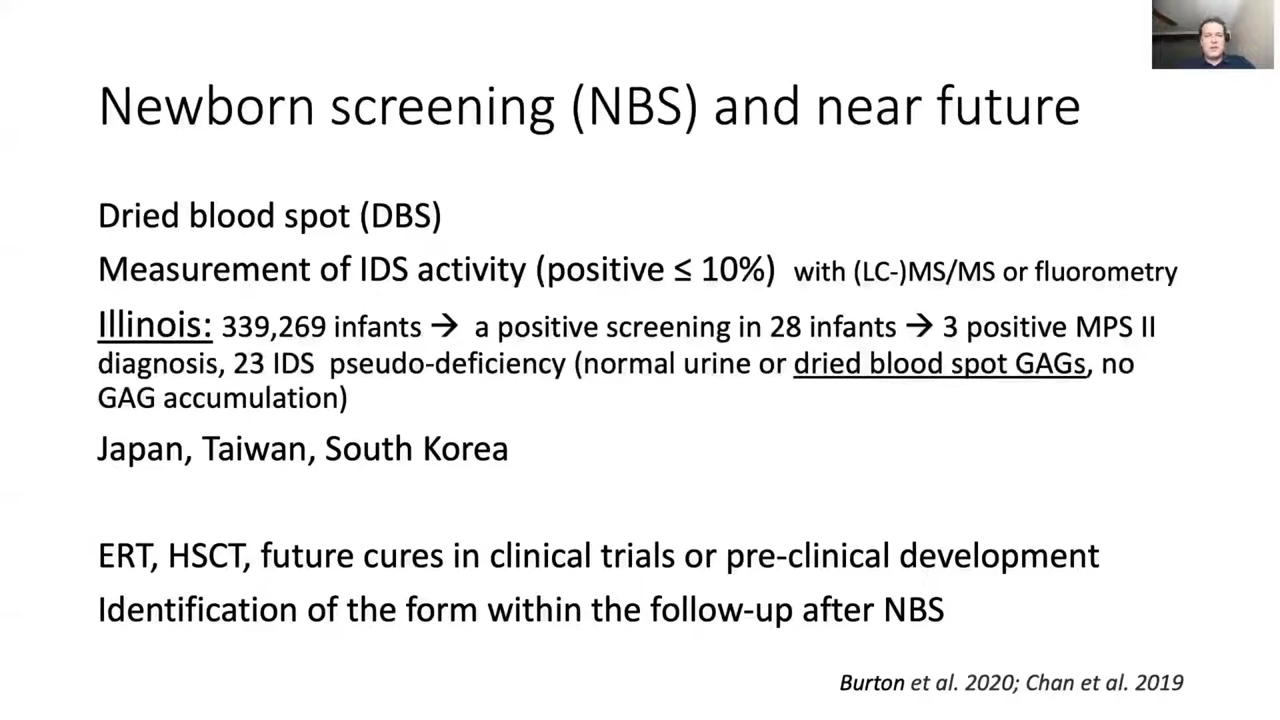 Newborn screening (NBS) and near future
Dried blood spot (DBS)
Measurement of IDS activity (positive ≤ 10%) with (LC-)MS/MS or fluorometry
Illinois: 339,269 infants → a positive screening in 28 infants → 3 positive MPS II
diagnosis, 23 IDS pseudo-deficiency (normal urine or dried blood spot GAGs, no
GAG accumulation)
Japan, Taiwan, South Korea
ERT, HSCT, future cures in clinical trials or pre-clinical development
Identification of the form within the follow-up after NBS
Burton et al. 2020; Chan et al. 2019